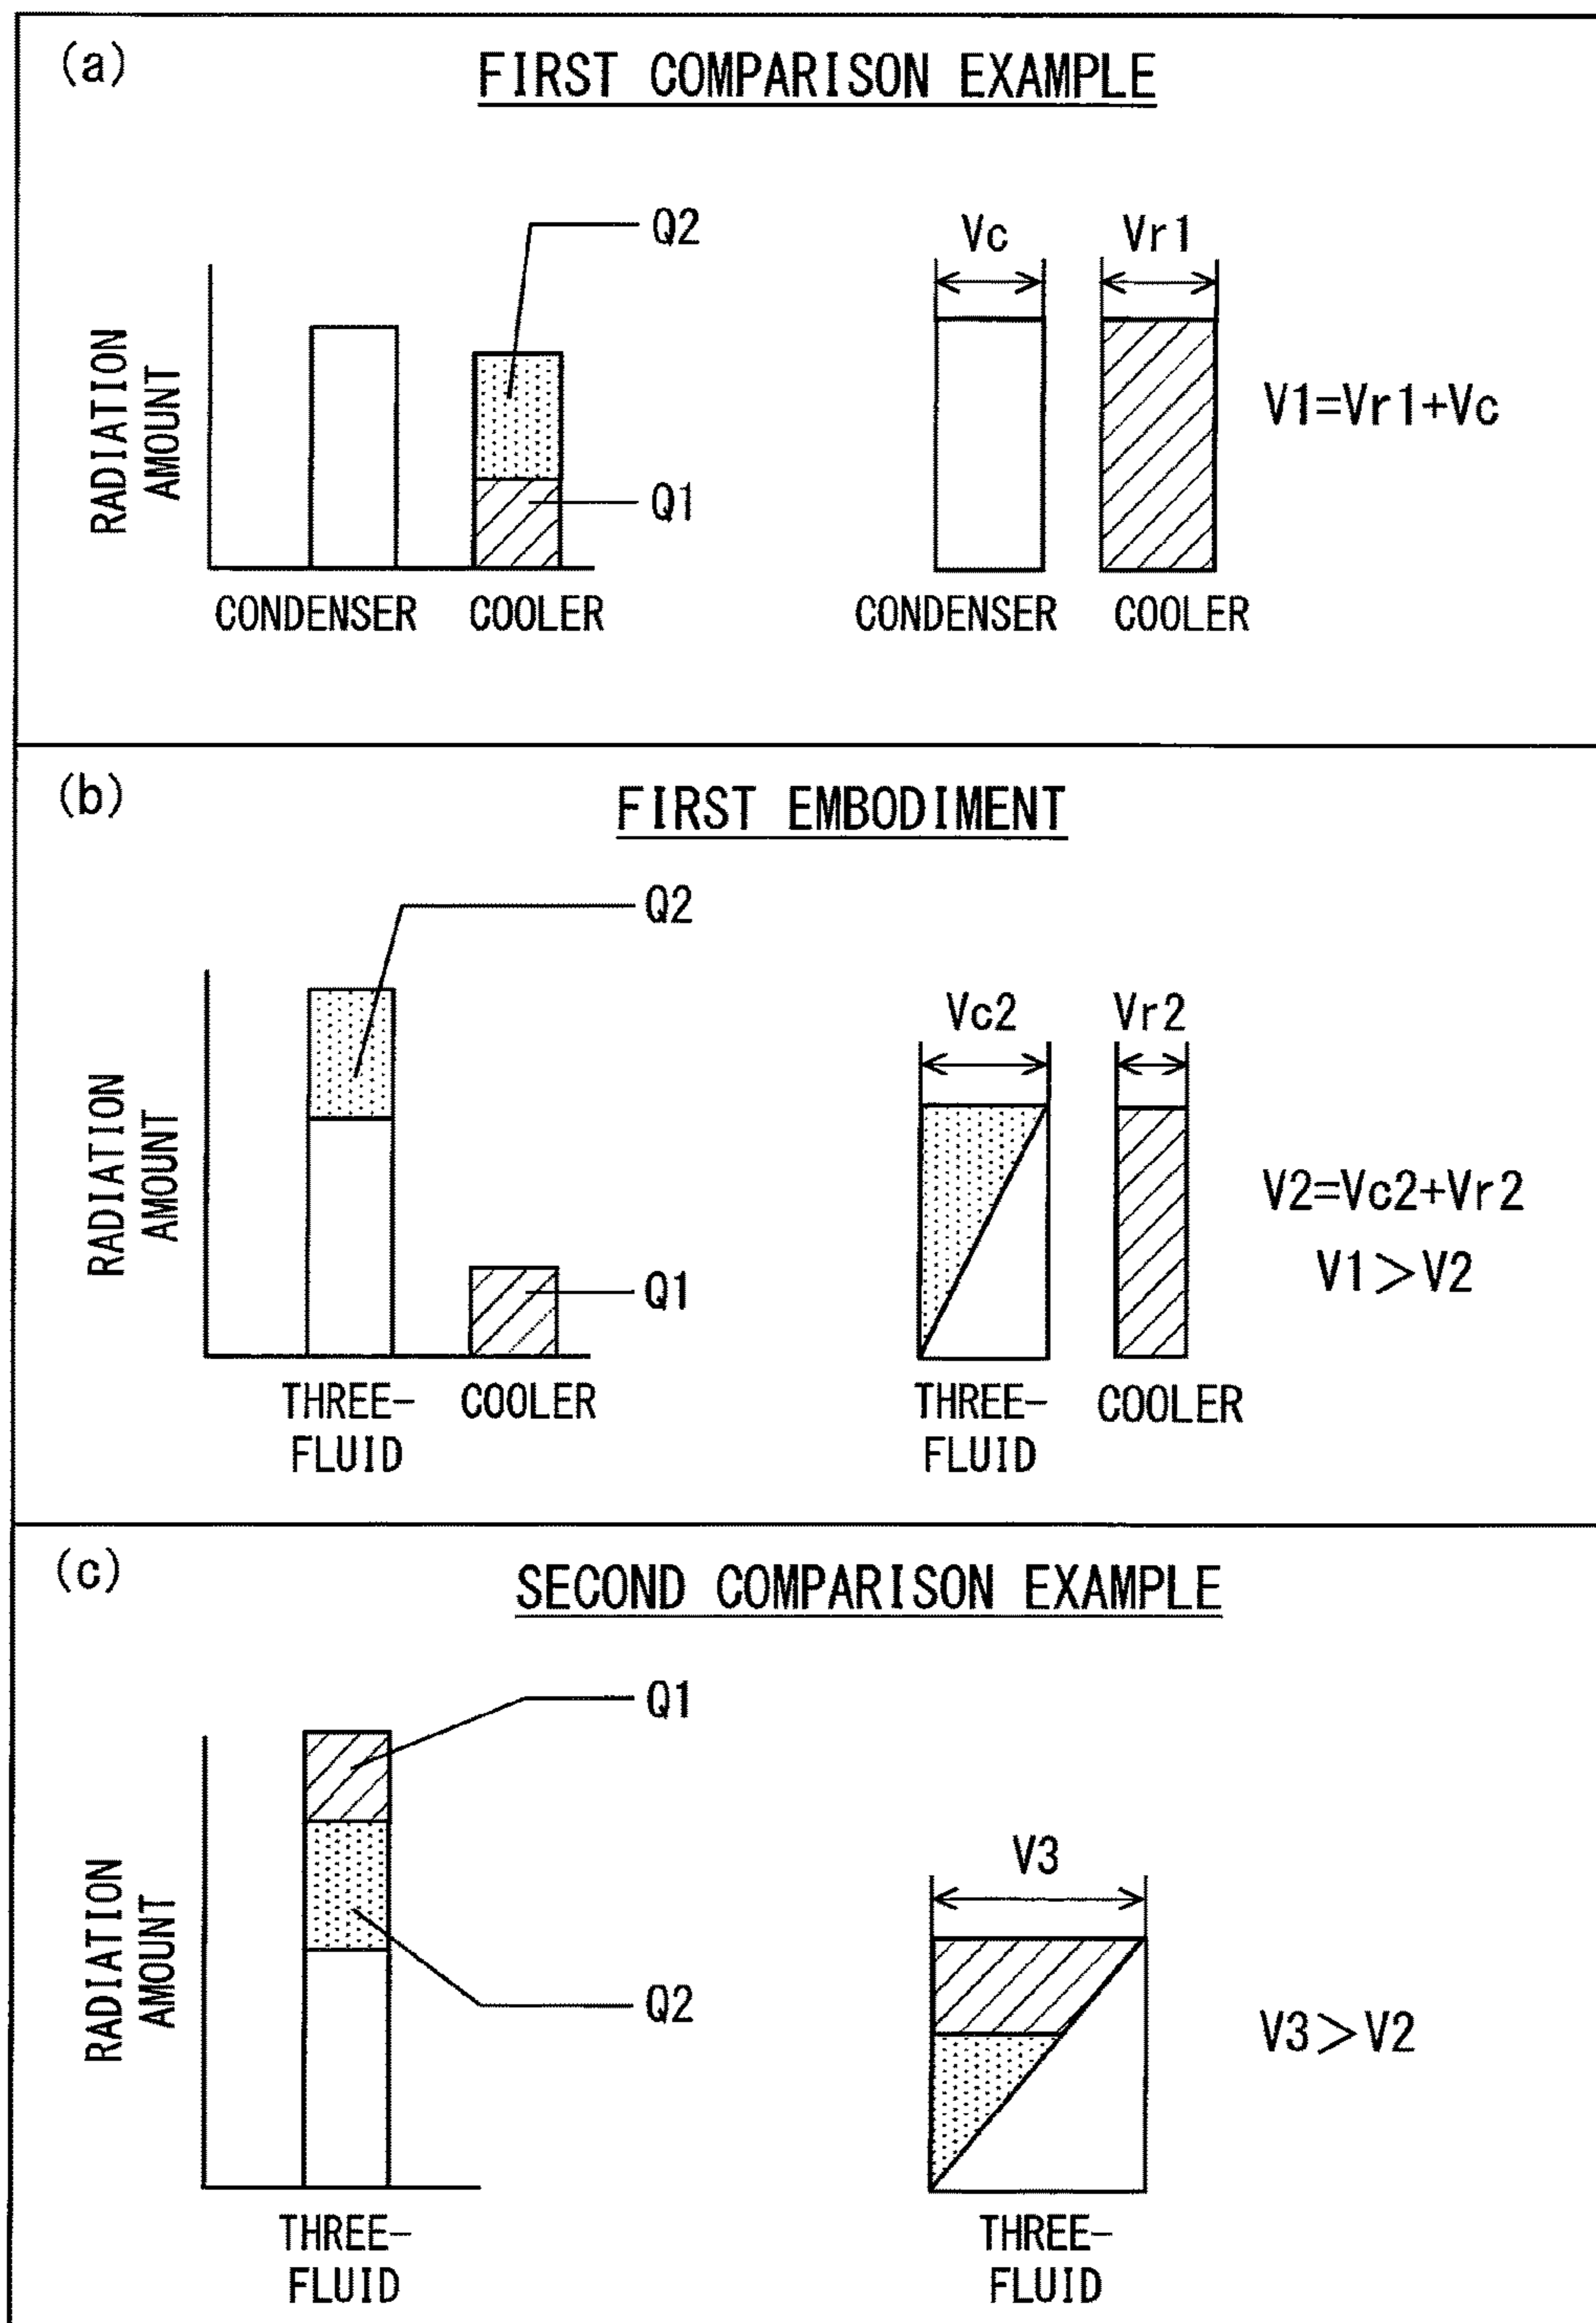 (a)
FIRST COMPARISON EXAMPLE
Q2
Q1
RADIATION
AMOUNT
CONDENSER COOLER
Vc Vr1
CONDENSER COOLER
V1=Vr1+Vc
(b)
FIRST EMBODIMENT
Q2
Q1
RADIATION
AMOUNT
THREE- COOLER
FLUID
Vc2 Vr2
THREE- COOLER
FLUID
V2=Vc2+Vr2
V1>V2
(c)
SECOND COMPARISON EXAMPLE
Q1
Q2
RADIATION
AMOUNT
THREE-
FLUID
V3
THREE-
FLUID
V3>V2